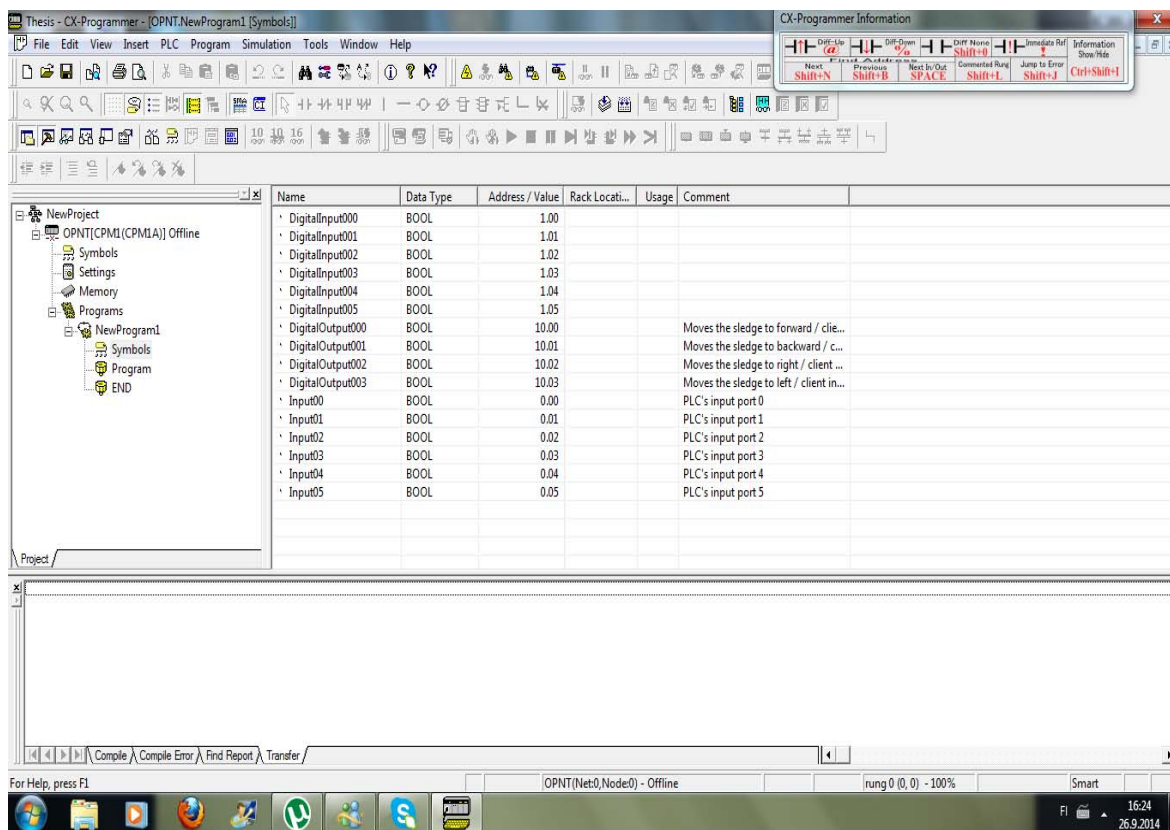 Thesis - CX-Programmer - [OPNT.NewProgram1 [Symbols]]
File Edit View Insert PLC Program Simulation Tools Window Help
CX-Programmer Information
Diff-Up
(@)
Diff-Down
%
Diff None
Shift+0
Immediate Ref
!
Information
Show/Hide
Ctrl+Shift+I
Next
Shift+N
Previous
Shift+B
Next In/Out
SPACE
Commented Rung
Shift+L
Jump to Error
Shift+J
10 10 16
NewProject
OPNT[CPM1(CPM1A)] Offline
Symbols
Settings
Memory
Programs
NewProgram1
Symbols
Program
END
Project
Name Data Type Address / Value Rack Locati... Usage Comment
DigitalInput000 BOOL 1.00
DigitalInput001 BOOL 1.01
DigitalInput002 BOOL 1.02
DigitalInput003 BOOL 1.03
DigitalInput004 BOOL 1.04
DigitalInput005 BOOL 1.05
DigitalOutput000 BOOL 10.00 Moves the sledge to forward / clie...
DigitalOutput001 BOOL 10.01 Moves the sledge to backward / c...
DigitalOutput002 BOOL 10.02 Moves the sledge to right / client ...
DigitalOutput003 BOOL 10.03 Moves the sledge to left / client in...
Input00 BOOL 0.00 PLC's input port 0
Input01 BOOL 0.01 PLC's input port 1
Input02 BOOL 0.02 PLC's input port 2
Input03 BOOL 0.03 PLC's input port 3
Input04 BOOL 0.04 PLC's input port 4
Input05 BOOL 0.05 PLC's input port 5
Compile Compile Error Find Report Transfer
For Help, press F1 OPNT(Net:0,Node:0) - Offline rung 0 (0, 0) - 100% Smart
FI 16:24
26.9.2014